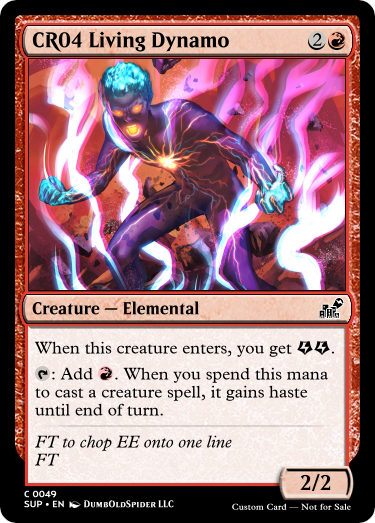 CR04 Living Dynamo 2
Creature — Elemental
When this creature enters, you get .
: Add . When you spend this mana
to cast a creature spell, it gains haste
until end of turn.
FT to chop EE onto one line
FT
2/2
C 0049
SUP • EN DumbOldSpider LLC
Custom Card — Not for Sale